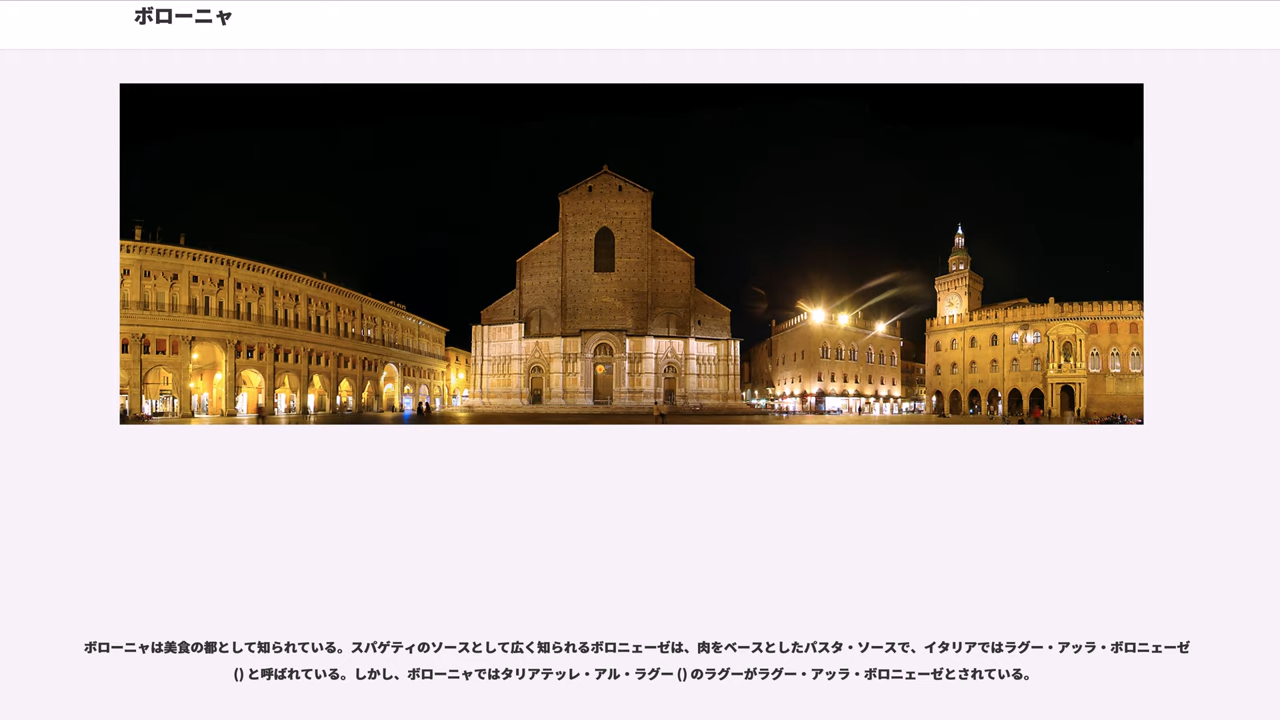 ボローニャ
ボローニャは美食の都として知られている。スパゲティのソースとして広く知られるボロニェーゼは、肉をベースとしたパスタ・ソースで、イタリアではラグー・アッラ・ボロニェーゼ
() と呼ばれている。しかし、ボローニャではタリアテッレ・アル・ラグー () のラグーがラグー・アッラ・ボロニェーゼとされている。